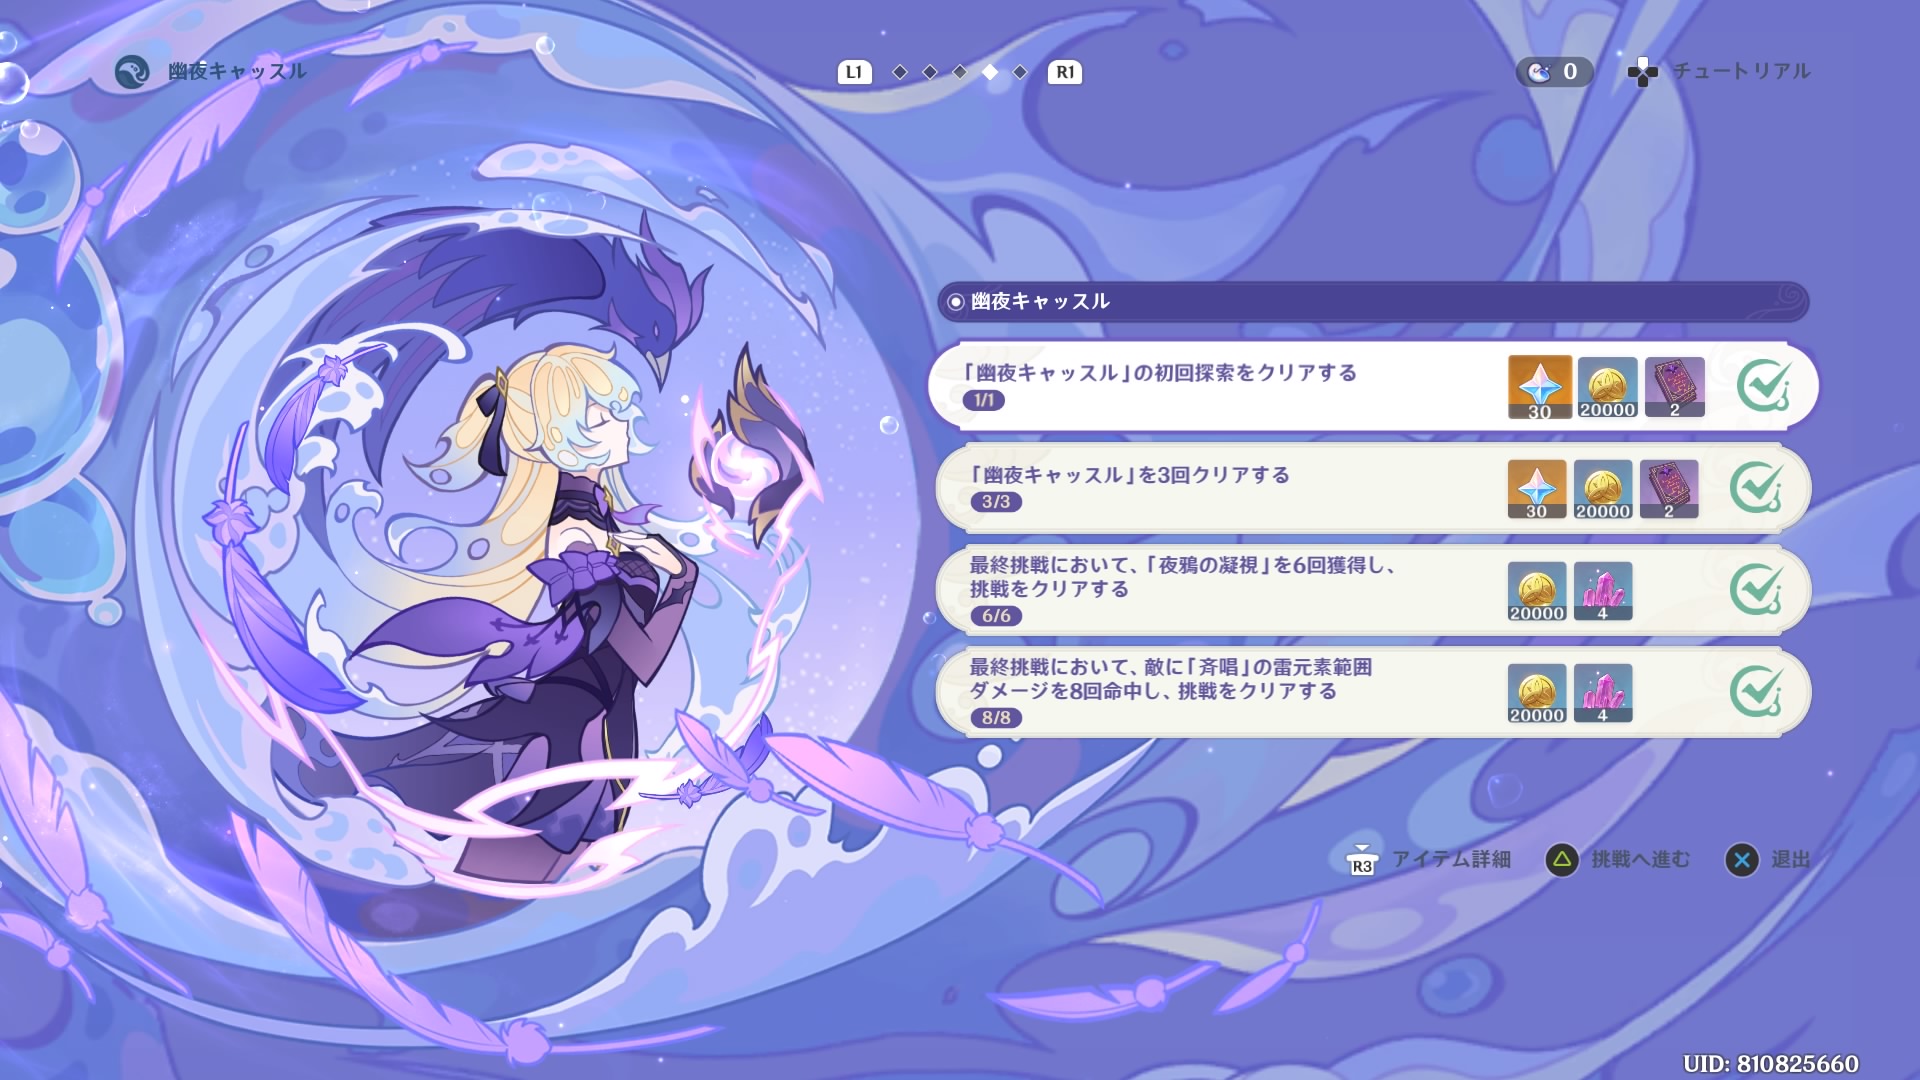 幽夜キャッスル
L1
R1
0
チュートリアル
幽夜キャッスル
「幽夜キャッスル」の初回探索をクリアする
1/1
30
20000
2
「幽夜キャッスル」を3回クリアする
3/3
30
20000
2
最終挑戦において、「夜鴉の凝視」を6回獲得し、
挑戦をクリアする
6/6
20000
4
最終挑戦において、敵に「斉唱」の雷元素範囲
ダメージを8回命中し、挑戦をクリアする
8/8
20000
4
R3
アイテム詳細
挑戦へ進む
退出
UID: 810825660